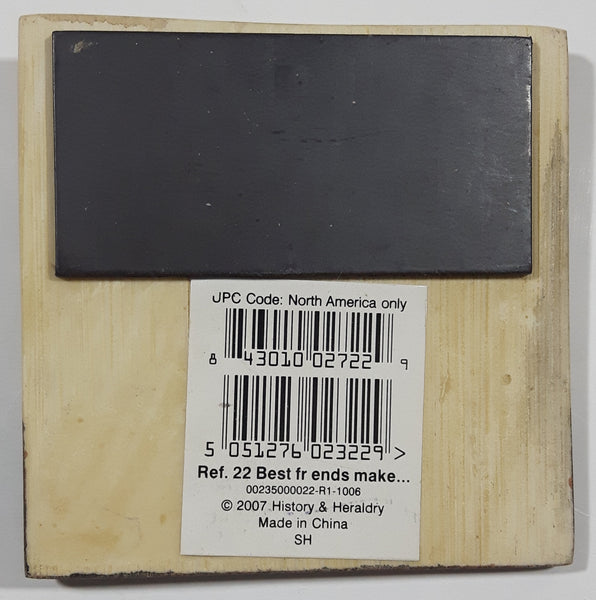 UPC Code: North America only
8 43010 02722 9
5 051276 023229 >
Ref. 22 Best fr ends make...
00235000022-R1-1006
© 2007 History & Heraldry
Made in China
SH